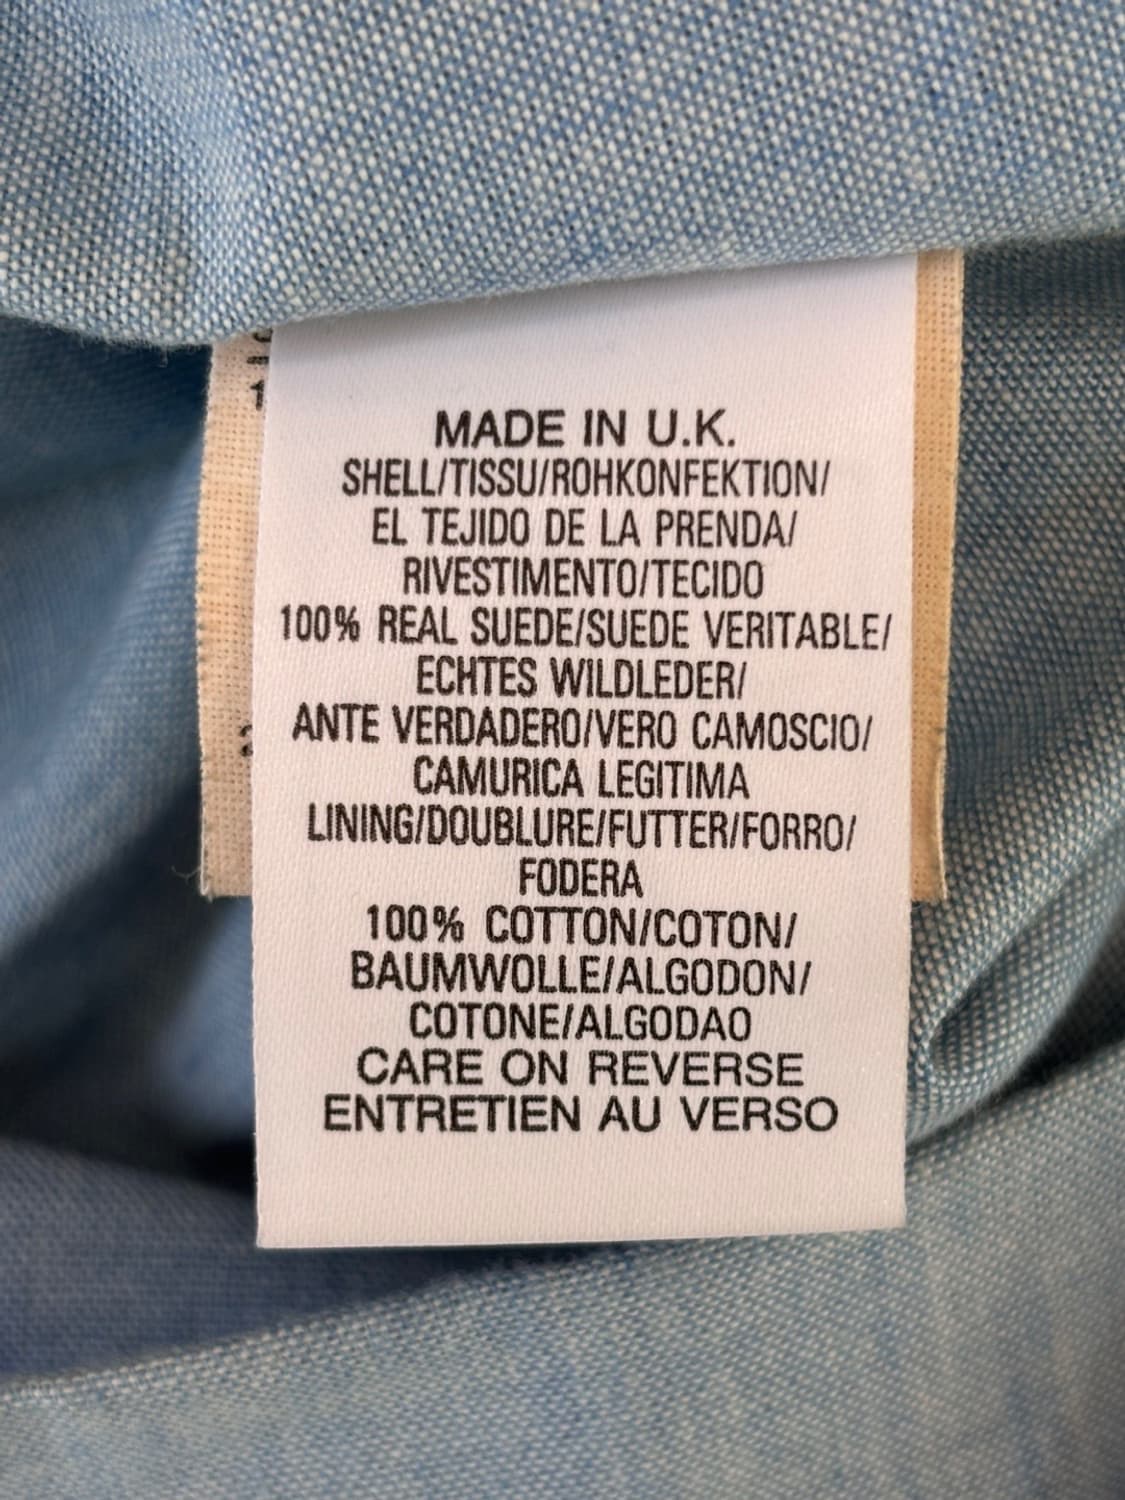 MADE IN U.K.
SHELL/TISSU/ROHKONFEKTION/
EL TEJIDO DE LA PRENDA/
RIVESTIMENTO/TECIDO
100% REAL SUEDE/SUEDE VERITABLE/
ECHTES WILDLEDER/
ANTE VERDADERO/VERO CAMOSCIO/
CAMURICA LEGITIMA
LINING/DOUBLURE/FUTTER/FORRO/
FODERA
100% COTTON/COTON/
BAUMWOLLE/ALGODON/
COTONE/ALGODAO
CARE ON REVERSE
ENTRETIEN AU VERSO